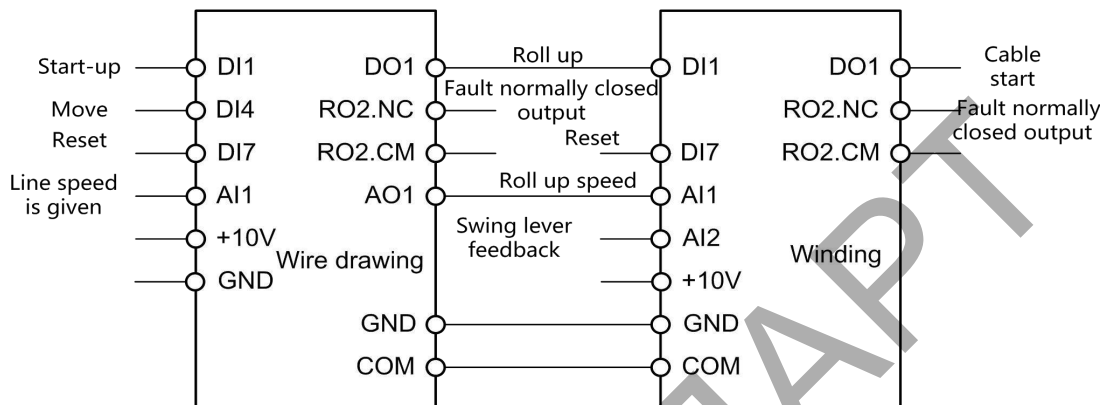 Start-up
DI1
DO1
Roll up
DI1
DO1
Cable
start
Move
DI4
RO2.NC
Fault normally closed
output
RO2.NC
Fault normally
closed output
Reset
DI7
RO2.CM
Reset
DI7
RO2.CM
Line speed
is given
AI1
AO1
Roll up speed
AI1
+10V
Swing lever
feedback
AI2
Wire drawing
Winding
GND
+10V
GND
GND
COM
COM